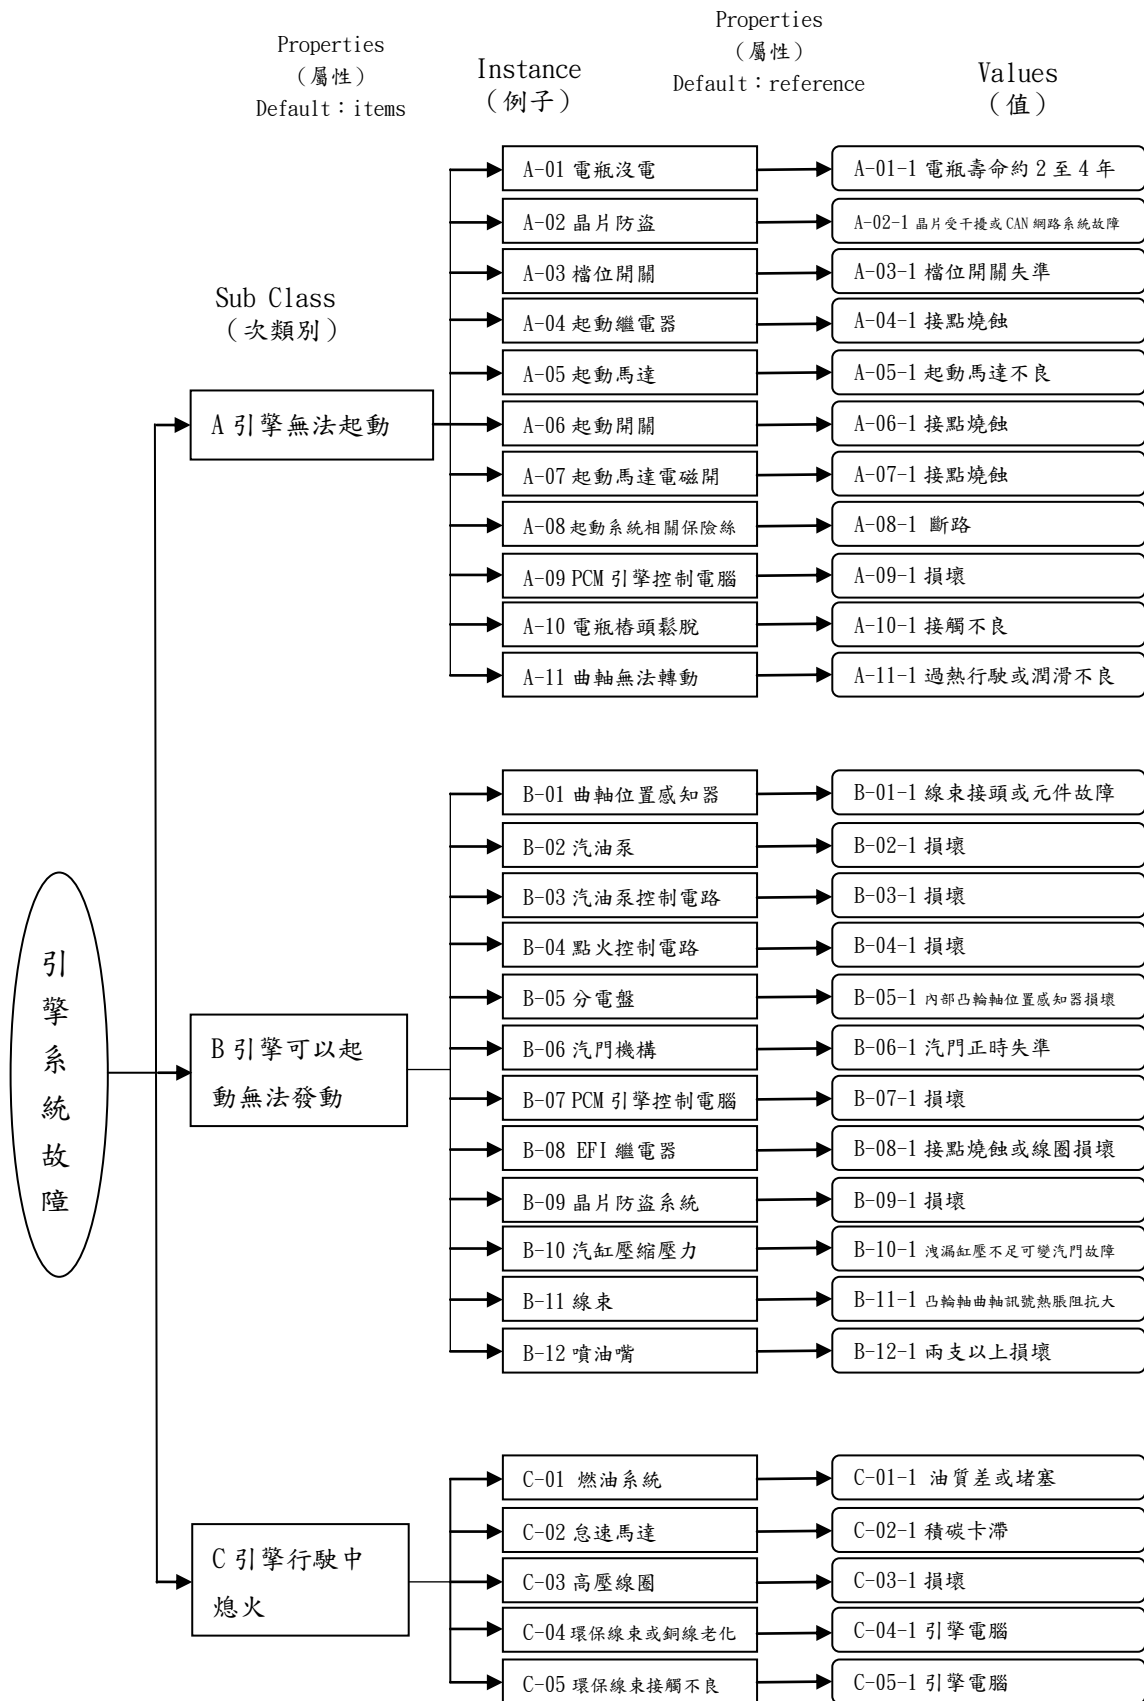 Properties
（屬性）
Default：items
Instance
（例子）
Properties
（屬性）
Default：reference
Values
（值）
Sub Class
（次類別）
引擎系統故障
A 引擎無法起動
A-01 電瓶沒電
A-01-1 電瓶壽命約 2 至 4 年
A-02 晶片防盜
A-02-1 晶片受干擾或 CAN 網路系統故障
A-03 檔位開關
A-03-1 檔位開關失準
A-04 起動繼電器
A-04-1 接點燒蝕
A-05 起動馬達
A-05-1 起動馬達不良
A-06 起動開關
A-06-1 接點燒蝕
A-07 起動馬達電磁開
A-07-1 接點燒蝕
A-08 起動系統相關保險絲
A-08-1 斷路
A-09 PCM 引擎控制電腦
A-09-1 損壞
A-10 電瓶樁頭鬆脫
A-10-1 接觸不良
A-11 曲軸無法轉動
A-11-1 過熱行駛或潤滑不良
B 引擎可以起
動無法發動
B-01 曲軸位置感知器
B-01-1 線束接頭或元件故障
B-02 汽油泵
B-02-1 損壞
B-03 汽油泵控制電路
B-03-1 損壞
B-04 點火控制電路
B-04-1 損壞
B-05 分電盤
B-05-1 內部凸輪軸位置感知器損壞
B-06 汽門機構
B-06-1 汽門正時失準
B-07 PCM 引擎控制電腦
B-07-1 損壞
B-08 EFI 繼電器
B-08-1 接點燒蝕或線圈損壞
B-09 晶片防盜系統
B-09-1 損壞
B-10 汽缸壓縮壓力
B-10-1 洩漏缸壓不足可變汽門故障
B-11 線束
B-11-1 凸輪軸曲軸訊號熱脹阻抗大
B-12 噴油嘴
B-12-1 兩支以上損壞
C 引擎行駛中
熄火
C-01 燃油系統
C-01-1 油質差或堵塞
C-02 怠速馬達
C-02-1 積碳卡滯
C-03 高壓線圈
C-03-1 損壞
C-04 環保線束或銅線老化
C-04-1 引擎電腦
C-05 環保線束接觸不良
C-05-1 引擎電腦